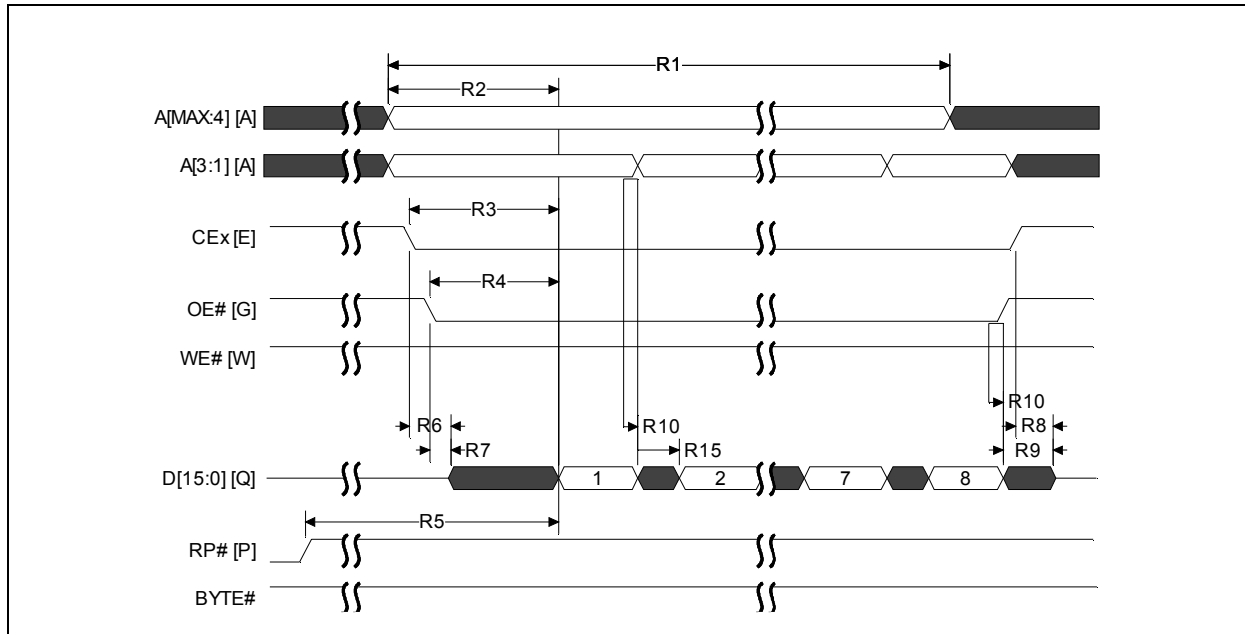 R1
R2
A[MAX:4] [A]
A[3:1] [A]
R3
CEx [E]
R4
OE# [G]
WE# [W]
R10
R6
R10
R8
R7
R15
R9
D[15:0] [Q]
1
2
7
8
R5
RP# [P]
BYTE#